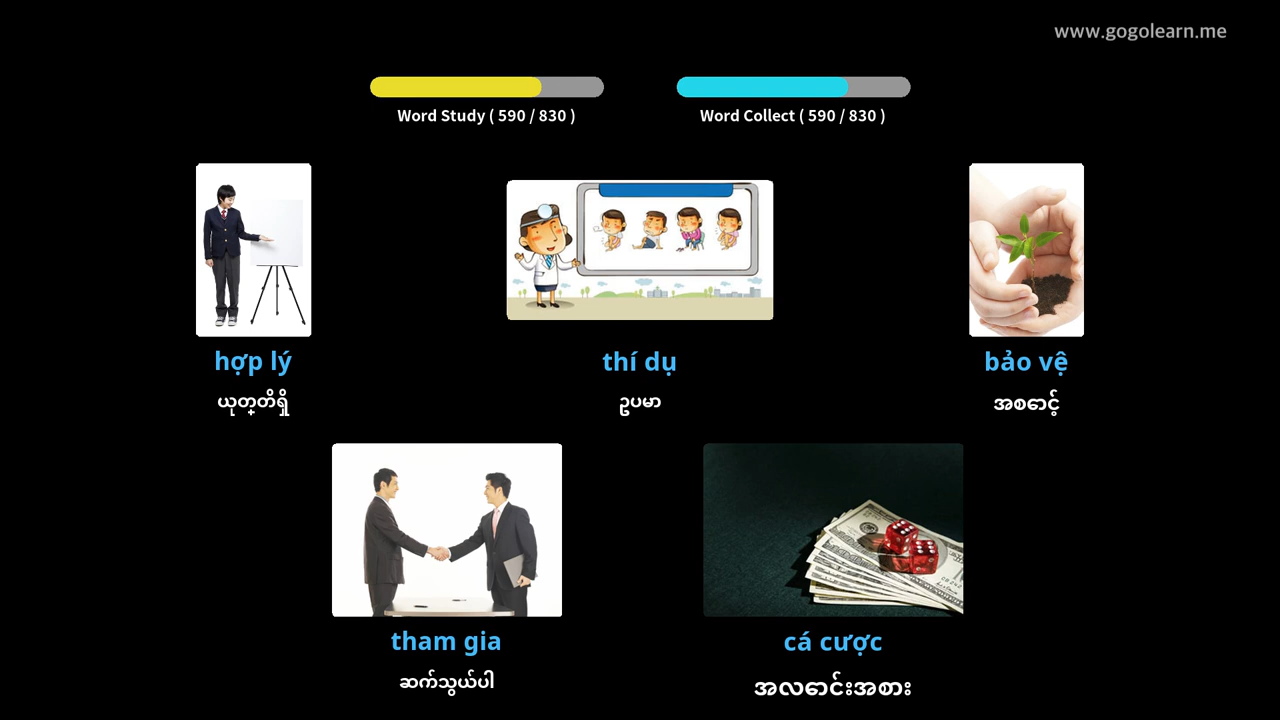 www.gogolearn.me
Word Study ( 590 / 830 )
Word Collect ( 590 / 830 )
hợp lý
thí dụ
bảo vệ
ယုတ္တိရှိ
ဥပမာ
အစောင့်
tham gia
cá cược
ဆက်သွယ်ပါ
အလောင်းအစား